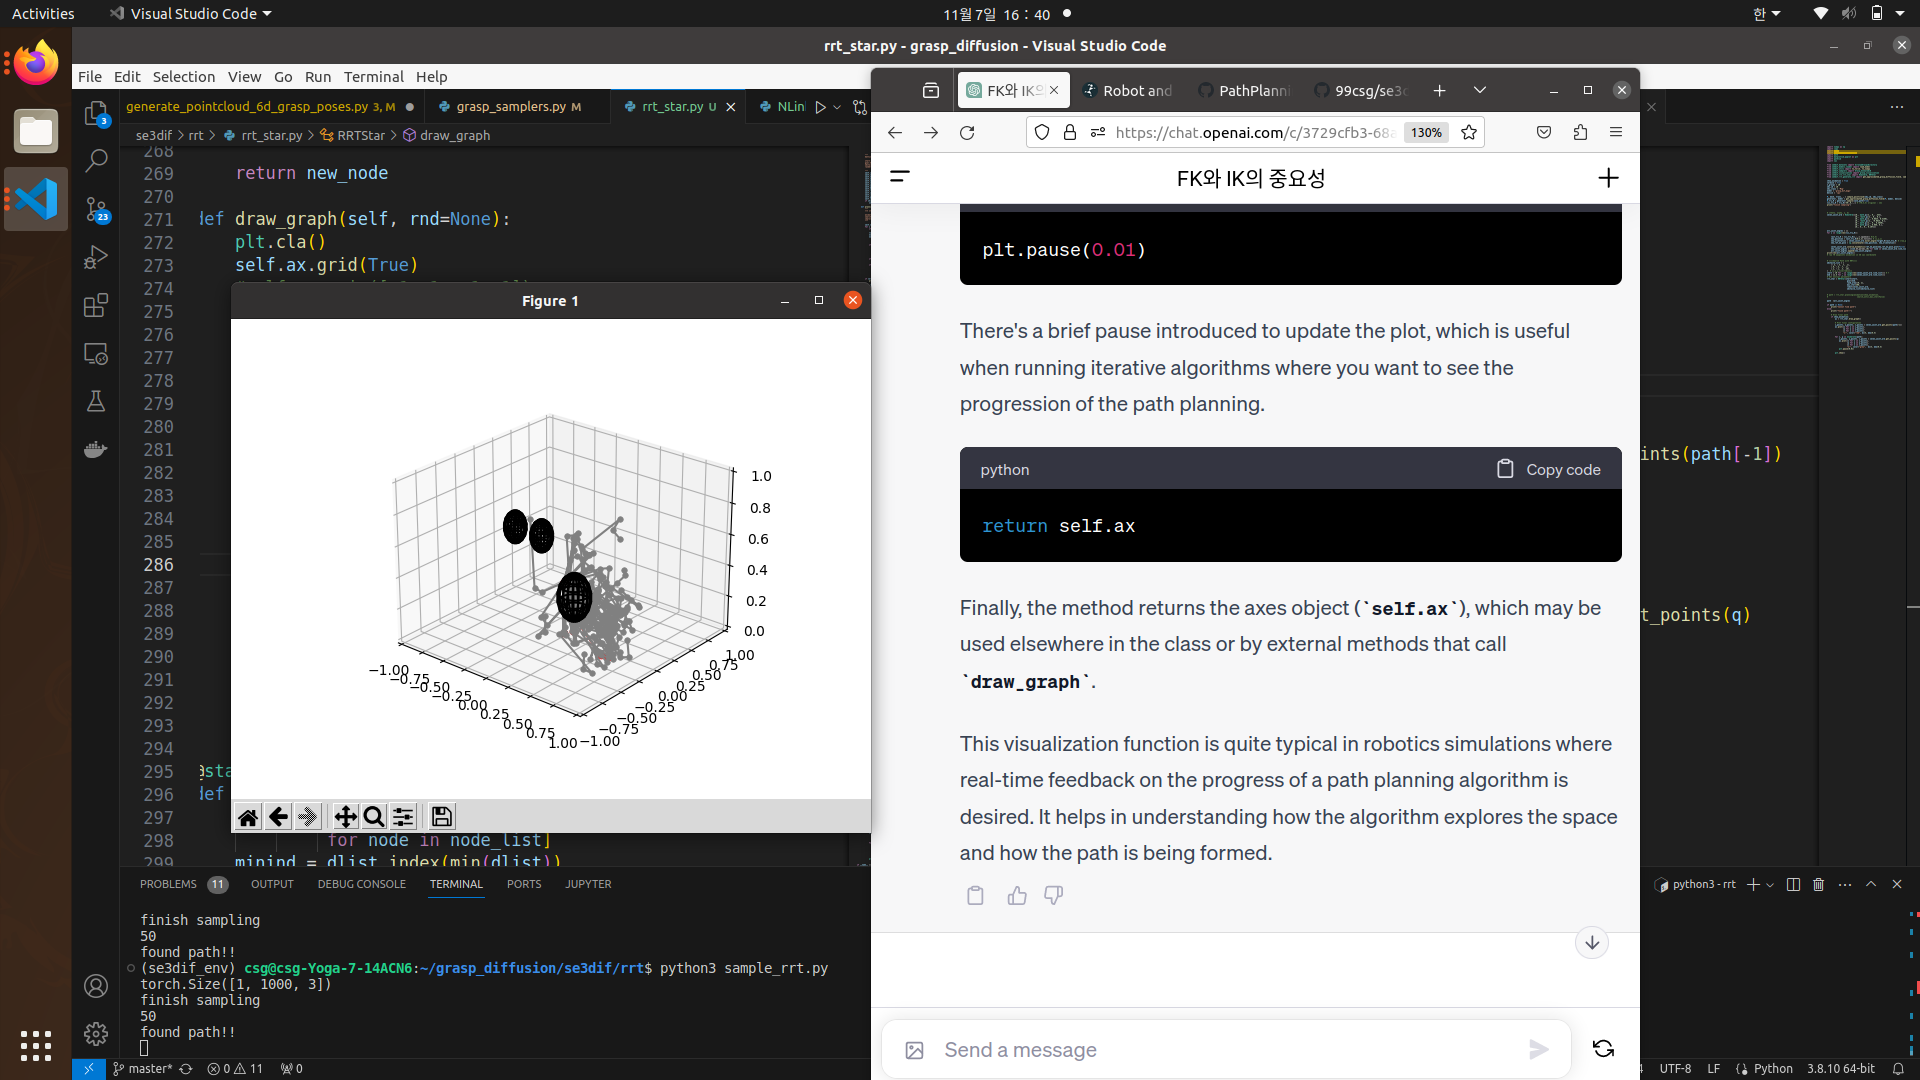 Activities
Visual Studio Code
11월 7일 16 : 40
한
rrt_star.py - grasp_diffusion - Visual Studio Code
File Edit Selection View Go Run Terminal Help
generate_pointcloud_6d_grasp_poses.py 3, M
grasp_samplers.py M
rrt_star.py U
NLin
se3dif > rrt > rrt_star.py > RRTStar > draw_graph
3
23
268
269 return new_node
270
271 def draw_graph(self, rnd=None):
272 plt.cla()
273 self.ax.grid(True)
274
275
276
277
278
279
280
281
282
283
284
285
286
287
288
289
290
291
292
293
294
295 @sta
296 def
297
298 for node in node_list]
299 minind = dlist.index(min(dlist))
ints(path[-1])
t_points(q)
Figure 1
1.0
0.8
0.6
0.4
0.2
0.0
−1.00
−0.75
−0.50
−0.25
0.00
0.25
0.50
0.75
1.00
−1.00
−0.75
−0.50
−0.25
0.00
0.25
0.50
0.75
1.00
PROBLEMS 11 OUTPUT DEBUG CONSOLE TERMINAL PORTS JUPYTER
python3 - rrt
finish sampling
50
found path!!
(se3dif_env) csg@csg-Yoga-7-14ACN6:~/grasp_diffusion/se3dif/rrt$ python3 sample_rrt.py
torch.Size([1, 1000, 3])
finish sampling
50
found path!!
master* 0 11 0
UTF-8 LF Python 3.8.10 64-bit
FK와 IK의
Robot and
PathPlanni
99csg/se3d
https://chat.openai.com/c/3729cfb3-68a
130%
FK와 IK의 중요성
plt.pause(0.01)
There's a brief pause introduced to update the plot, which is useful
when running iterative algorithms where you want to see the
progression of the path planning.
python
Copy code
return self.ax
Finally, the method returns the axes object (`self.ax`), which may be
used elsewhere in the class or by external methods that call
`draw_graph`.
This visualization function is quite typical in robotics simulations where
real-time feedback on the progress of a path planning algorithm is
desired. It helps in understanding how the algorithm explores the space
and how the path is being formed.
Send a message